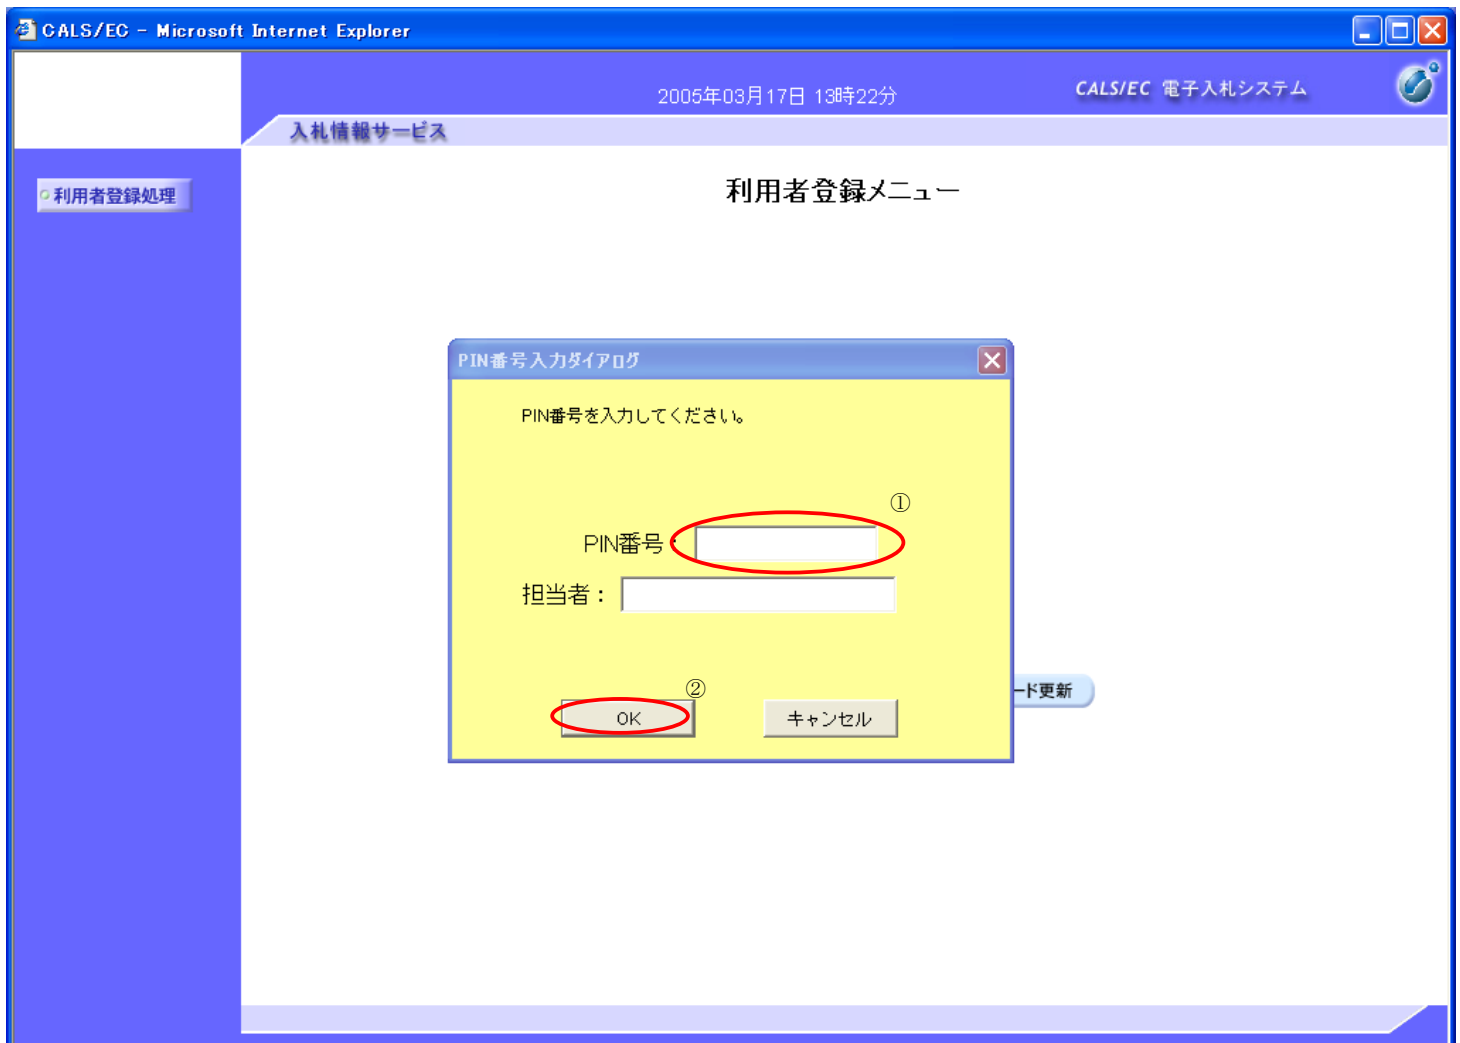 CALS/EC - Microsoft Internet Explorer
2005年03月17日 13時22分
CALS/EC 電子入札システム
入札情報サービス
利用者登録処理
利用者登録メニュー
PIN番号入力ダイアログ
PIN番号を入力してください。
①
PIN番号：
担当者：
②
OK
キャンセル
ード更新